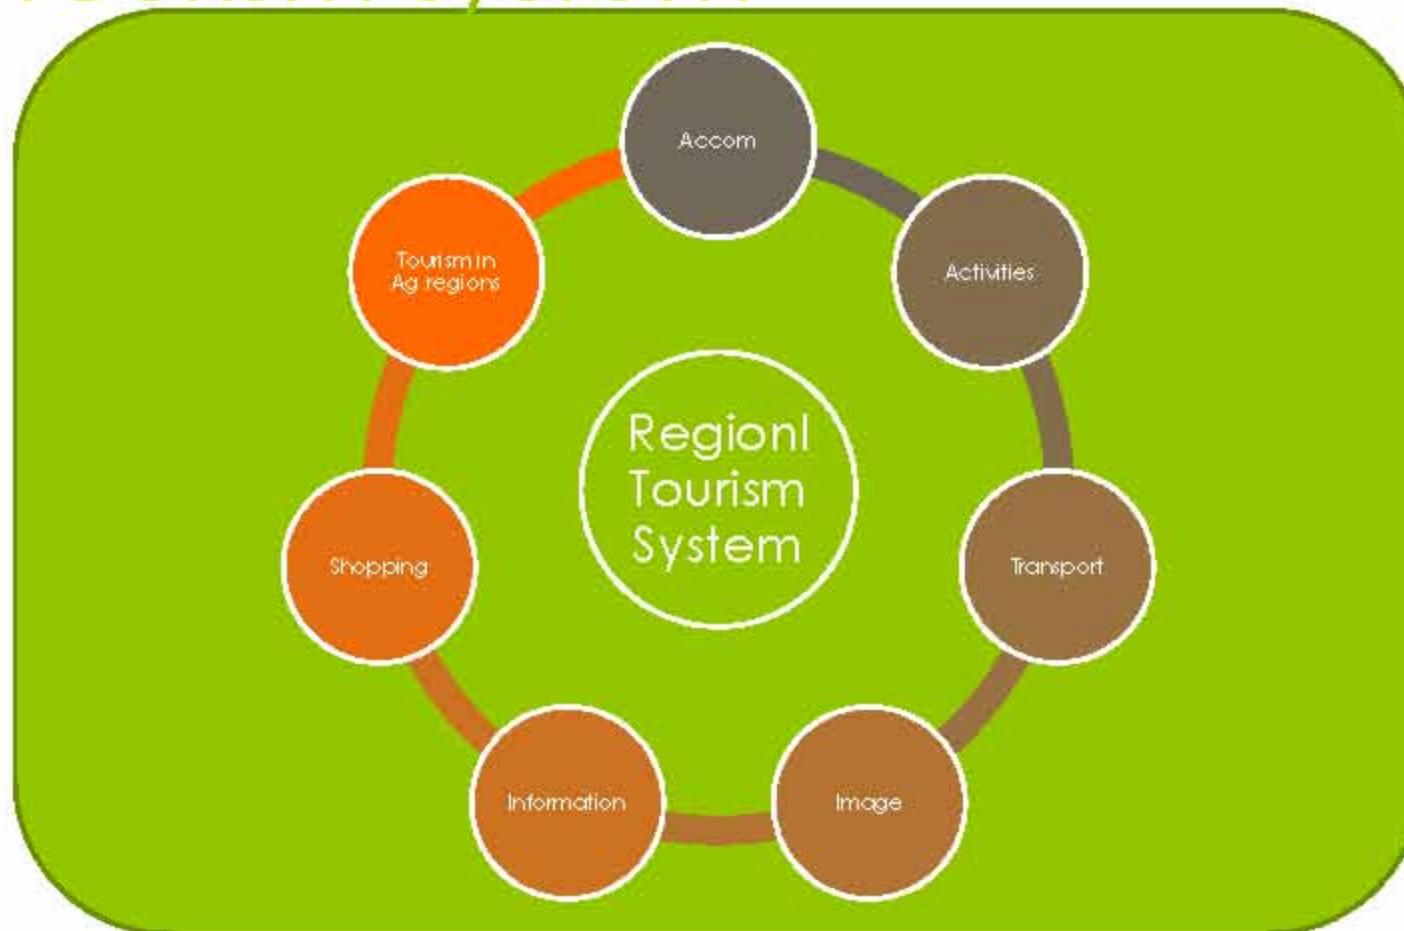 Accom
Activities
Transport
Image
Information
Shopping
Tourism in
Ag regions
Regionl
Tourism
System